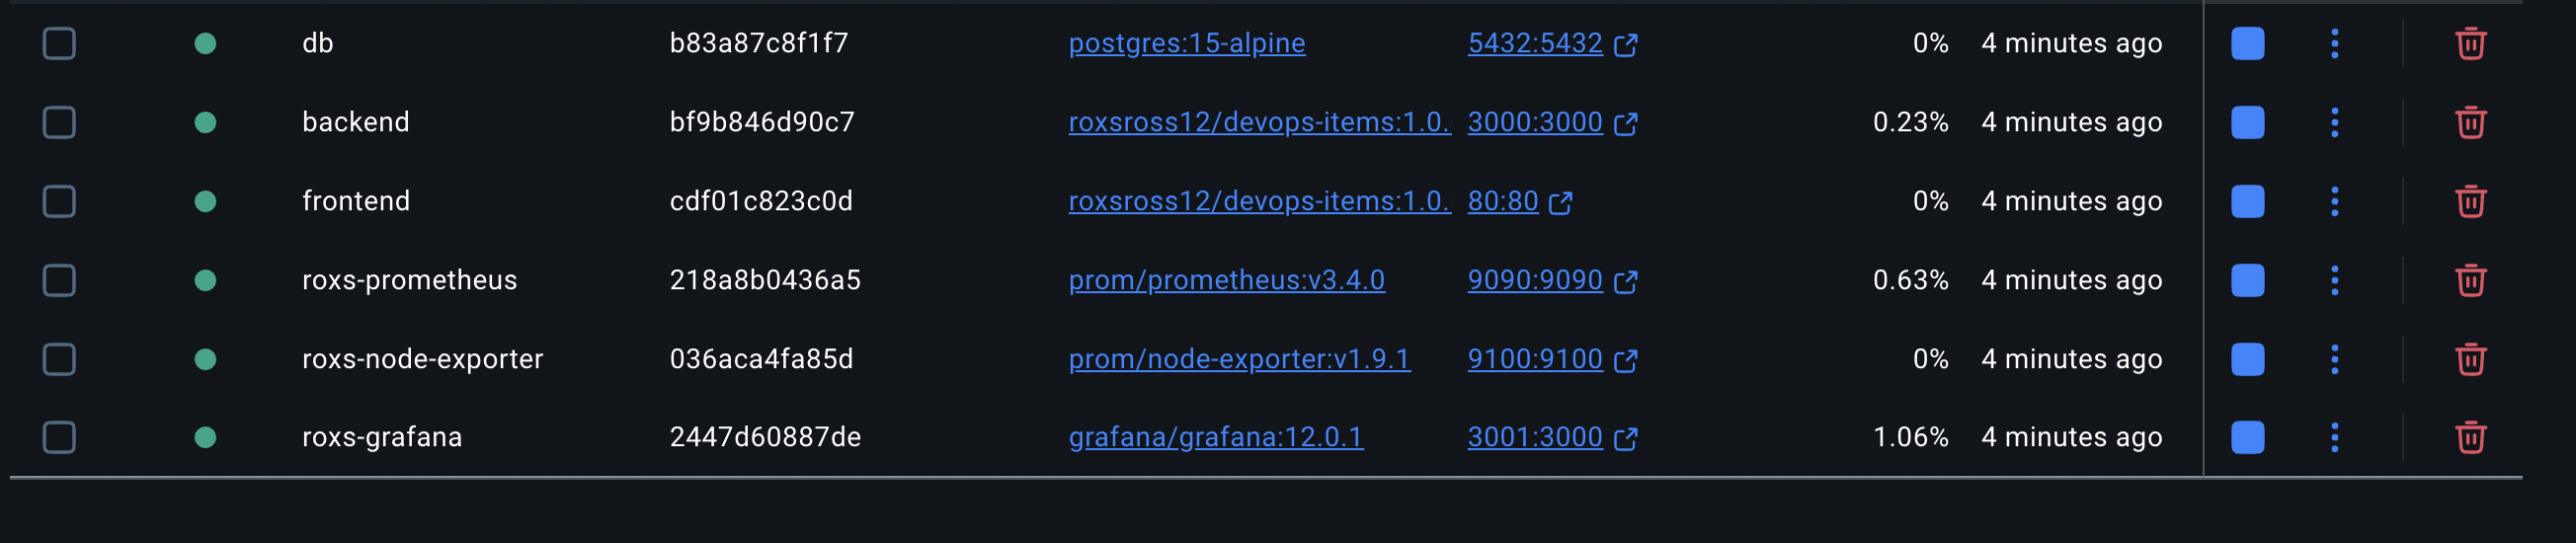 db b83a87c8f1f7 postgres:15-alpine 5432:5432 0% 4 minutes ago
backend bf9b846d90c7 roxsross12/devops-items:1.0. 3000:3000 0.23% 4 minutes ago
frontend cdf01c823c0d roxsross12/devops-items:1.0. 80:80 0% 4 minutes ago
roxs-prometheus 218a8b0436a5 prom/prometheus:v3.4.0 9090:9090 0.63% 4 minutes ago
roxs-node-exporter 036aca4fa85d prom/node-exporter:v1.9.1 9100:9100 0% 4 minutes ago
roxs-grafana 2447d60887de grafana/grafana:12.0.1 3001:3000 1.06% 4 minutes ago